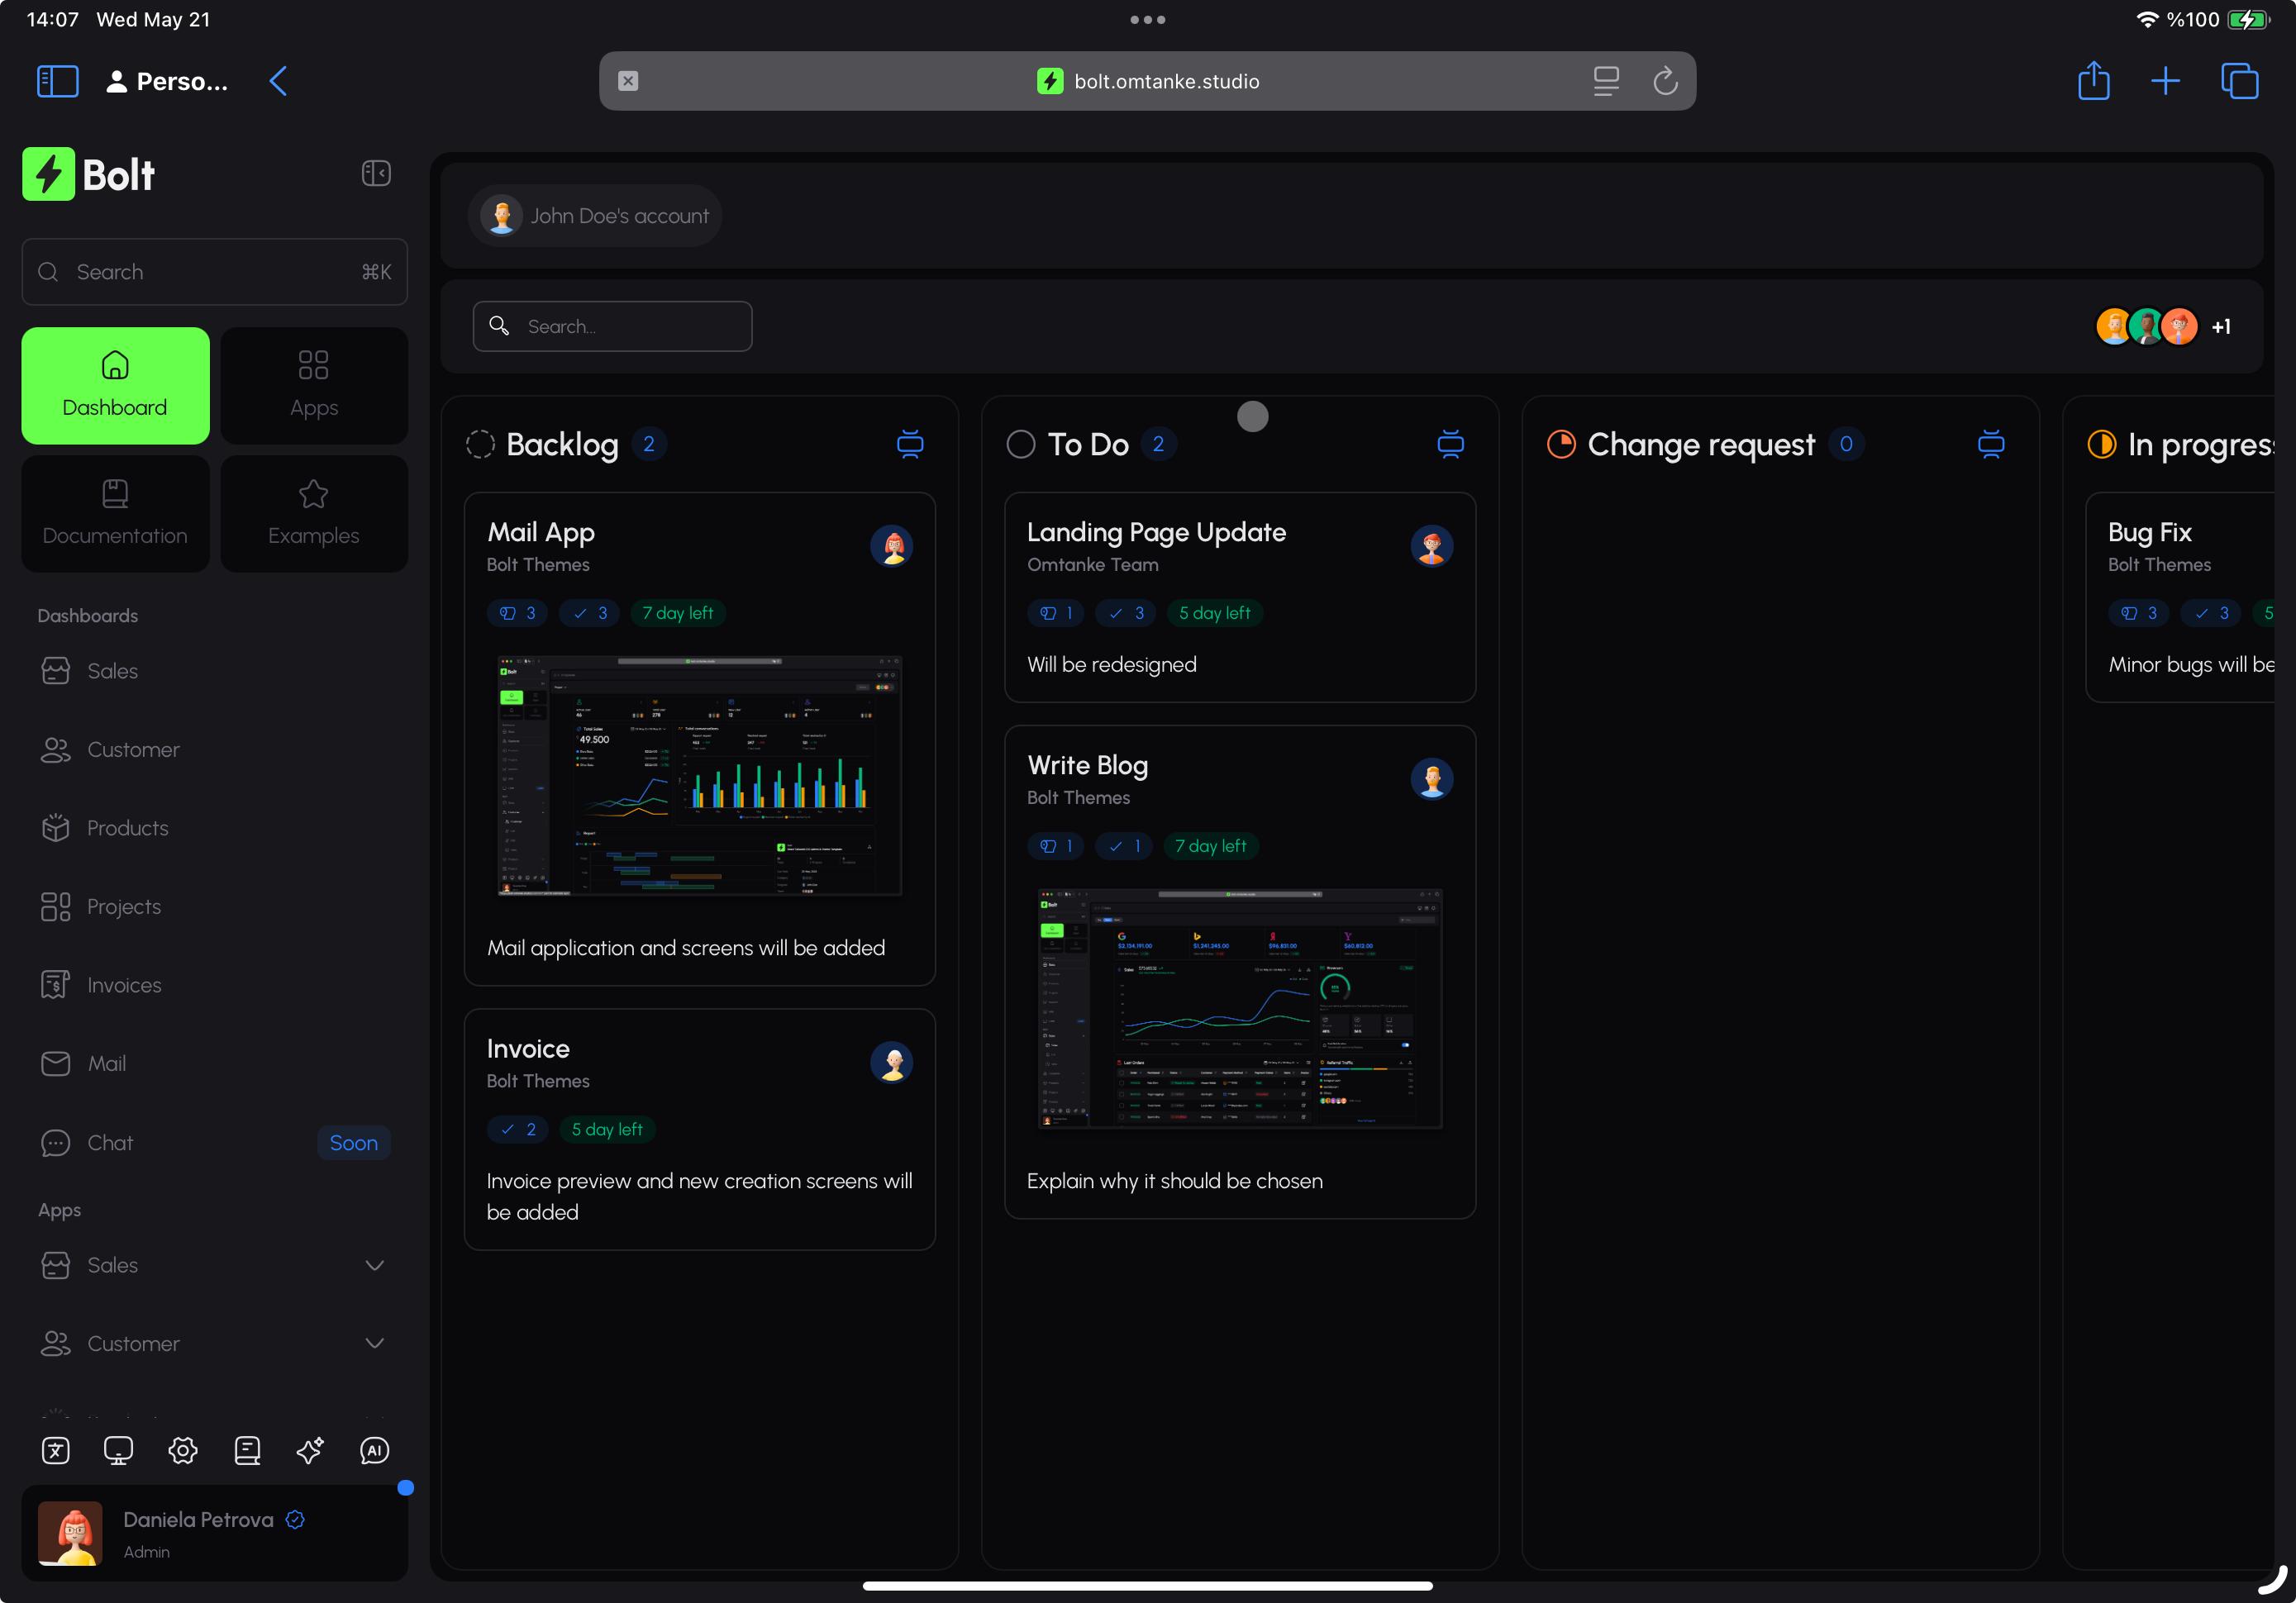 14:07 Wed May 21
%100
Perso...
bolt.omtanke.studio
Bolt
Search ⌘K
Dashboard
Apps
Documentation
Examples
Dashboards
Sales
Customer
Products
Projects
Invoices
Mail
Chat Soon
Apps
Sales
Customer
AI
Daniela Petrova
Admin
John Doe's account
Search...
+1
Backlog 2
Mail App
Bolt Themes
3 3 7 day left
Bolt
49.500
Mail application and screens will be added
Invoice
Bolt Themes
2 5 day left
Invoice preview and new creation screens will
be added
To Do 2
Landing Page Update
Omtanke Team
1 3 5 day left
Will be redesigned
Write Blog
Bolt Themes
1 1 7 day left
Bolt
Explain why it should be chosen
Change request 0
In progres
Bug Fix
Bolt Themes
3 3 5
Minor bugs will be